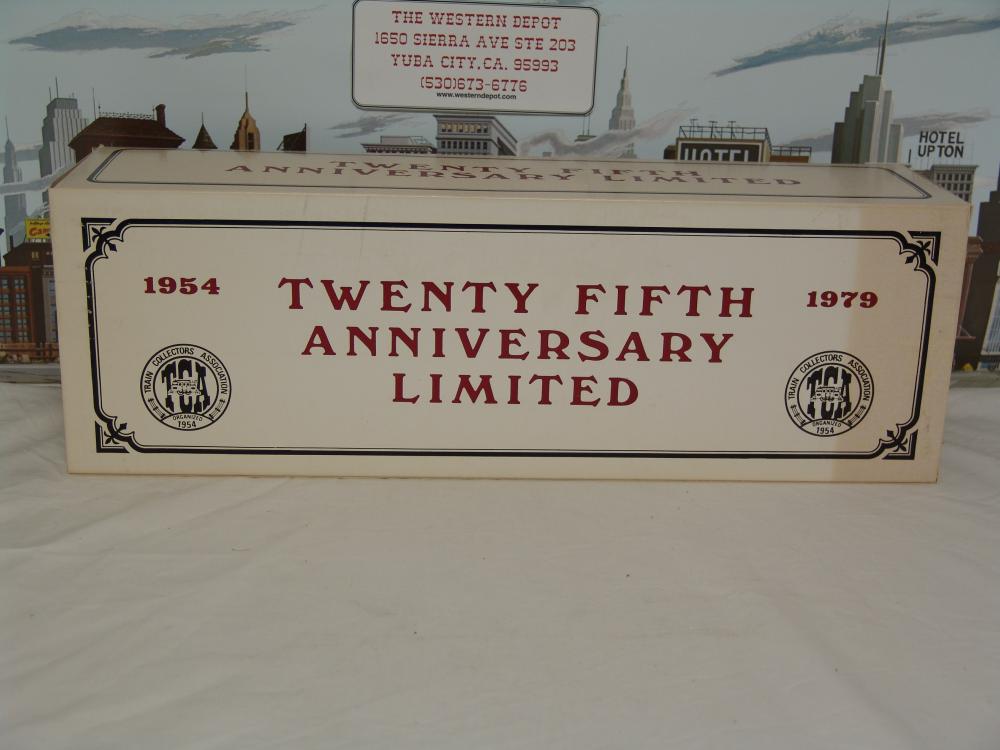 THE WESTERN DEPOT
1650 SIERRA AVE STE 203
YUBA CITY, CA. 95993
(530)673-6776
www.westerndepot.com
HOTEL
UPTON
HOTEL
TWENTY FIFTH
ANNIVERSARY LIMITED
1954
TWENTY FIFTH
ANNIVERSARY
LIMITED
1979
TRAIN COLLECTORS ASSOCIATION
TCA
ORGANIZED
1954
TRAIN COLLECTORS ASSOCIATION
TCA
ORGANIZED
1954